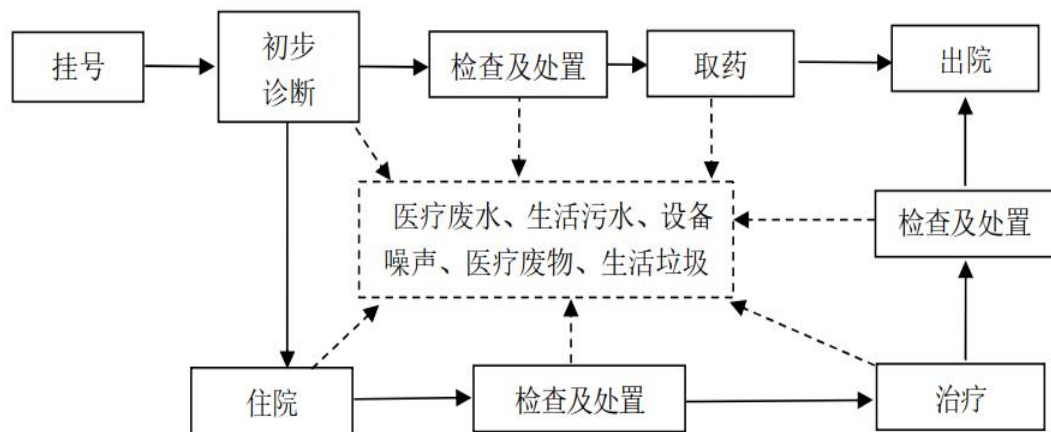 挂号
初步
诊断
检查及处置
取药
出院
医疗废水、生活污水、设备
噪声、医疗废物、生活垃圾
检查及处置
住院
检查及处置
治疗